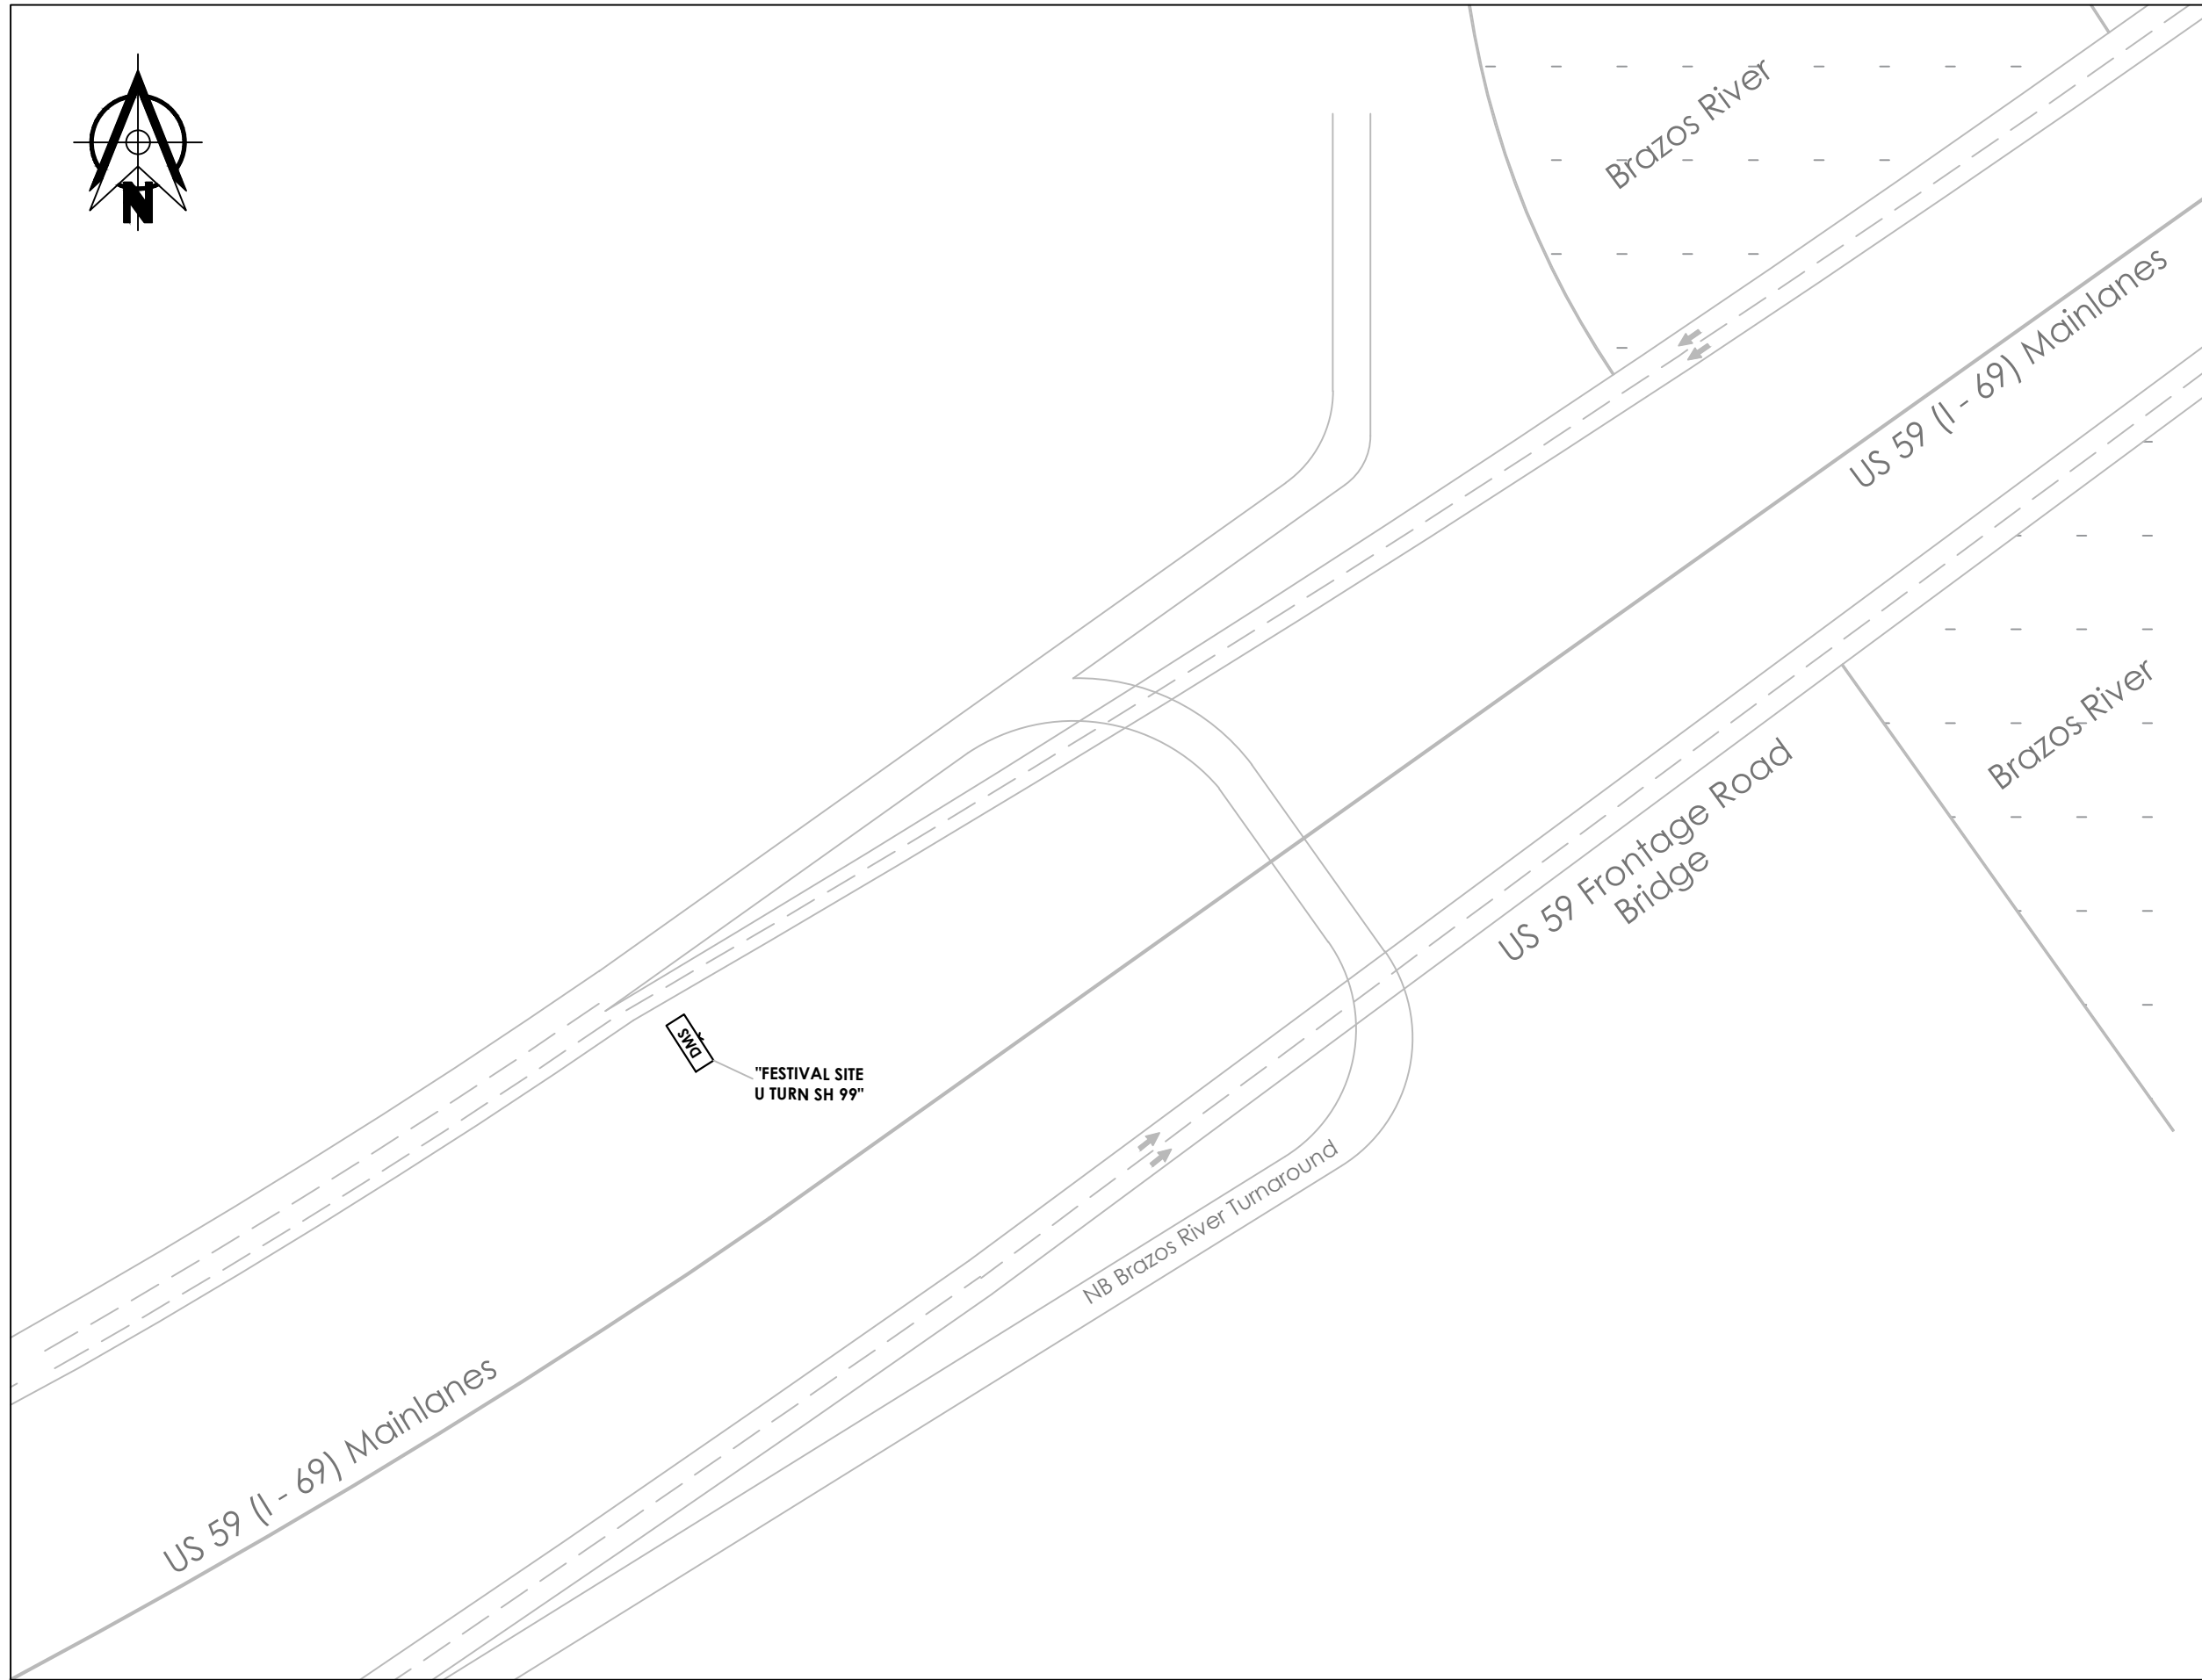 N
Brazos River
US 59 (I - 69) Mainlanes
Brazos River
US 59 Frontage Road
Bridge
DMS
"FESTIVAL SITE
U TURN SH 99"
NB Brazos River Turnaround
US 59 (I - 69) Mainlanes